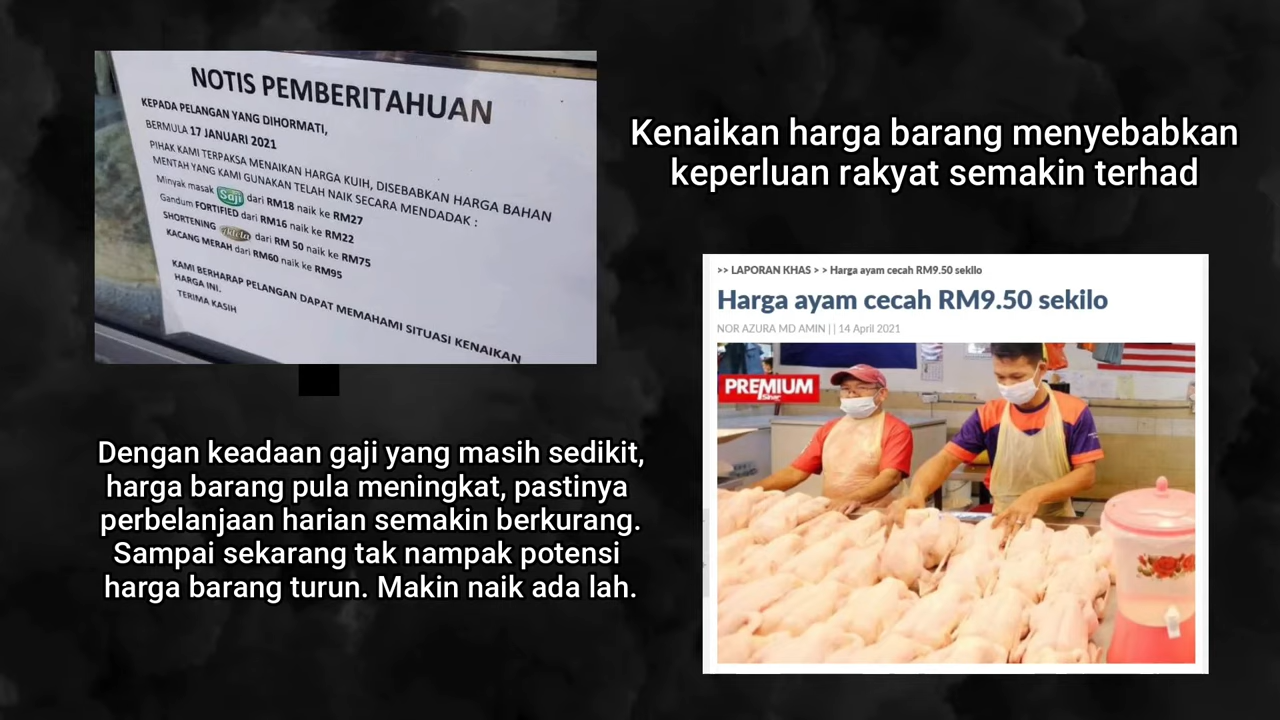 NOTIS PEMBERITAHUAN
KEPADA PELANGAN YANG DIHORMATI,
BERMULA 17 JANUARI 2021
PIHAK KAMI TERPAKSA MENAIKAN HARGA KUIH, DISEBABKAN HARGA BAHAN
MENTAH YANG KAMI GUNAKAN TELAH NAIK SECARA MENDADAK :
Minyak masak Saji dari RM18 naik ke RM27
Gandum FORTIFIED dari RM16 naik ke RM22
SHORTENING Adela dari RM 50 naik ke RM75
KACANG MERAH dari RM60 naik ke RM95
KAMI BERHARAP PELANGAN DAPAT MEMAHAMI SITUASI KENAIKAN
HARGA INI.
TERIMA KASIH
Kenaikan harga barang menyebabkan
keperluan rakyat semakin terhad
>> LAPORAN KHAS > > Harga ayam cecah RM9.50 sekilo
Harga ayam cecah RM9.50 sekilo
NOR AZURA MD AMIN | | 14 April 2021
PREMIUM
Sinar
Dengan keadaan gaji yang masih sedikit,
harga barang pula meningkat, pastinya
perbelanjaan harian semakin berkurang.
Sampai sekarang tak nampak potensi
harga barang turun. Makin naik ada lah.